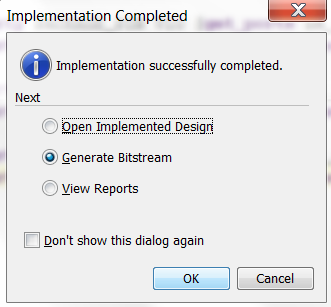 Implementation Completed
Implementation successfully completed.
Next
Open Implemented Design
Generate Bitstream
View Reports
Don't show this dialog again
OK
Cancel